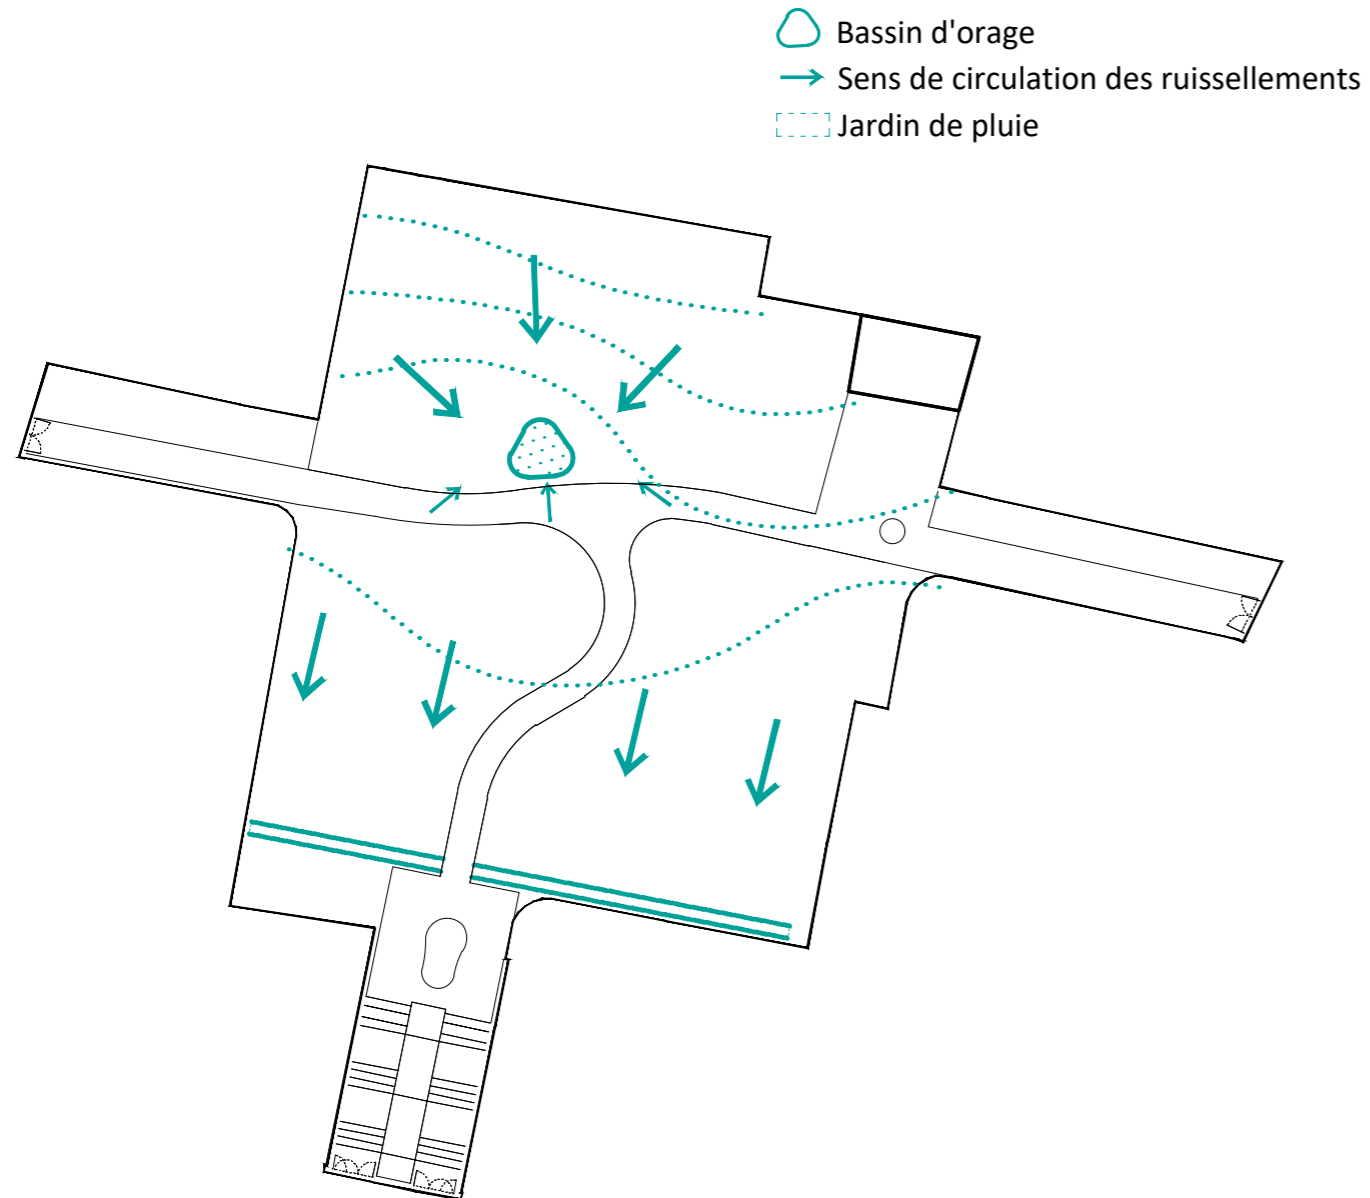 Bassin d'orage
Sens de circulation des ruissellements
Jardin de pluie